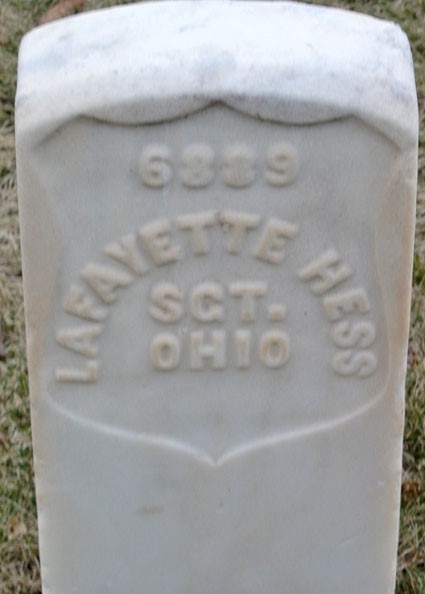 6889
LAFAYETTE HESS
SGT.
OHIO